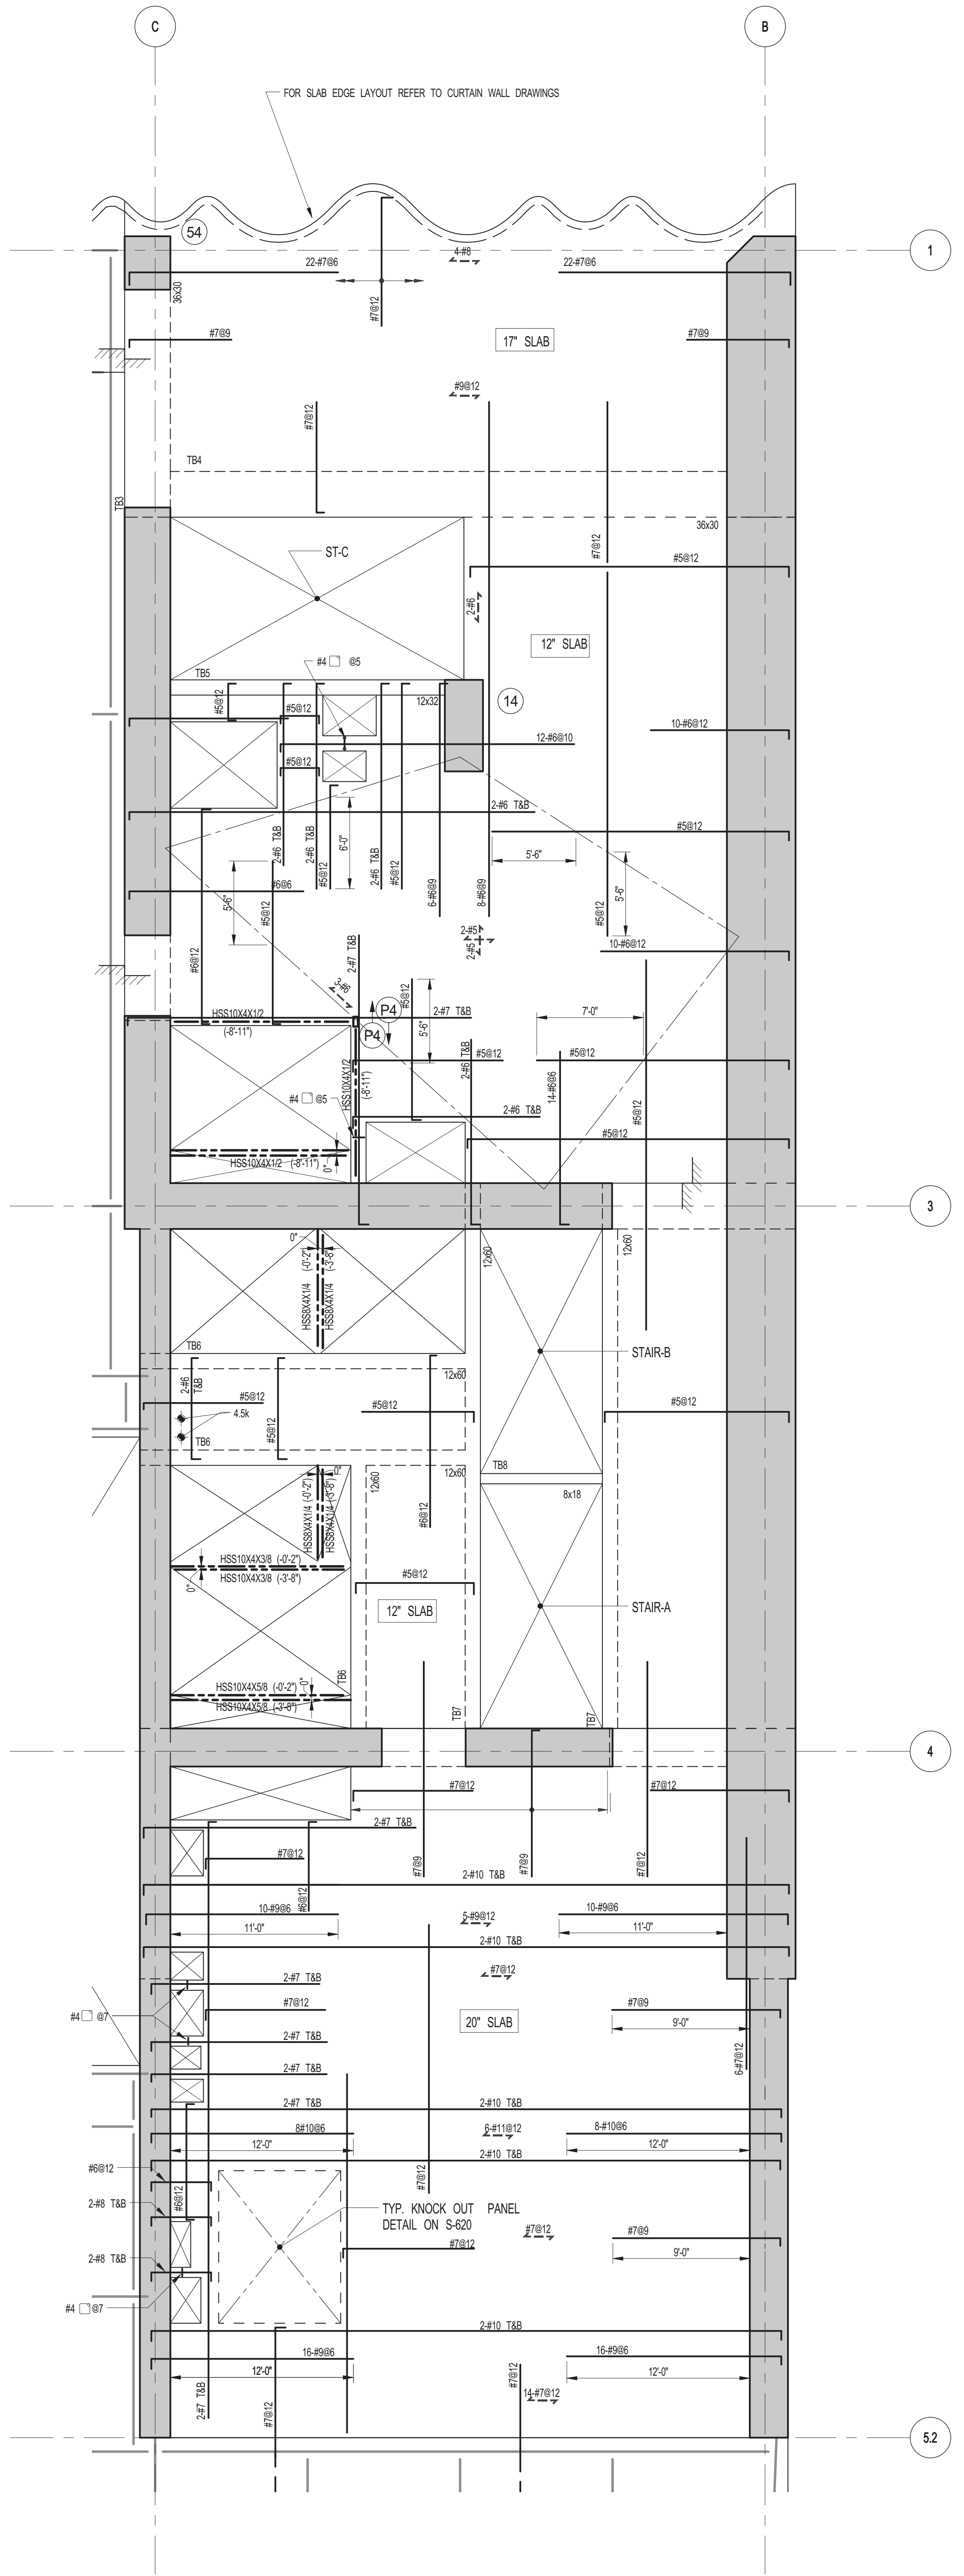 C
B
FOR SLAB EDGE LAYOUT REFER TO CURTAIN WALL DRAWINGS
54
1
4-#8
22-#7@6
22-#7@6
36x30
#7@12
#7@9
#7@9
17" SLAB
#9@12
#7@12
TB4
TB3
36x30
ST-C
#7@12
#5@12
2-#6
12" SLAB
#4 @5
TB5
#5@12
12x32
14
#5@12
10-#6@12
12-#6@10
#5@12
2-#6 T&B
#5@12
2-#6 T&B
2-#6 T&B
#5@12
6'-0"
2-#6 T&B
#5@12
5'-6"
#6@6
5'-6"
#5@12
6-#6@9
8-#6@9
5'-6"
#5@12
2-#5
2-#5
10-#6@12
#6@12
2-#7 T&B
3-#6
#5@12
5'-6"
HSS10X4X1/2
(-8'-11")
P4
P4
2-#7 T&B
7'-0"
2-#6 T&B
#5@12
#5@12
HSS10X4X1/2
(-8'-11")
14-#6@6
#4 @5
2-#6 T&B
#5@12
#5@12
HSS10X4X1/2 (-8'-11")
0"
3
0"
(-0'-2")
(-3'-8")
HSS8X4X1/4
HSS8X4X1/4
12x60
12x60
TB6
STAIR-B
2-#6
T&B
12x60
#5@12
4.5k
#5@12
#5@12
#5@12
TB6
TB8
0"
HSS8X4X1/4 (-0'-2")
HSS8X4X1/4 (-3'-8")
12x60
12x60
#6@12
8x18
HSS10X4X3/8 (-0'-2")
HSS10X4X3/8 (-3'-8")
0"
#5@12
12" SLAB
STAIR-A
TB6
HSS10X4X5/8 (-0'-2")
0"
HSS10X4X5/8 (-3'-8")
TB7
TB7
4
#7@12
#7@12
2-#7 T&B
#7@12
#7@9
#7@9
#7@12
2-#10 T&B
#6@12
10-#9@6
5-#9@12
10-#9@6
11'-0"
11'-0"
2-#10 T&B
#7@12
2-#7 T&B
#7@12
#4 @7
20" SLAB
#7@9
9'-0"
2-#7 T&B
6-#7@12
2-#7 T&B
2-#7 T&B
2-#10 T&B
8#10@6
6-#11@12
8-#10@6
12'-0"
12'-0"
2-#10 T&B
#6@12
#7@12
2-#8 T&B
#6@12
TYP. KNOCK OUT PANEL
DETAIL ON S-620
#7@12
#7@9
#7@12
9'-0"
2-#8 T&B
#4 @7
2-#10 T&B
16-#9@6
16-#9@6
12'-0"
12'-0"
2-#7 T&B
#7@12
#7@12
14-#7@12
5.2